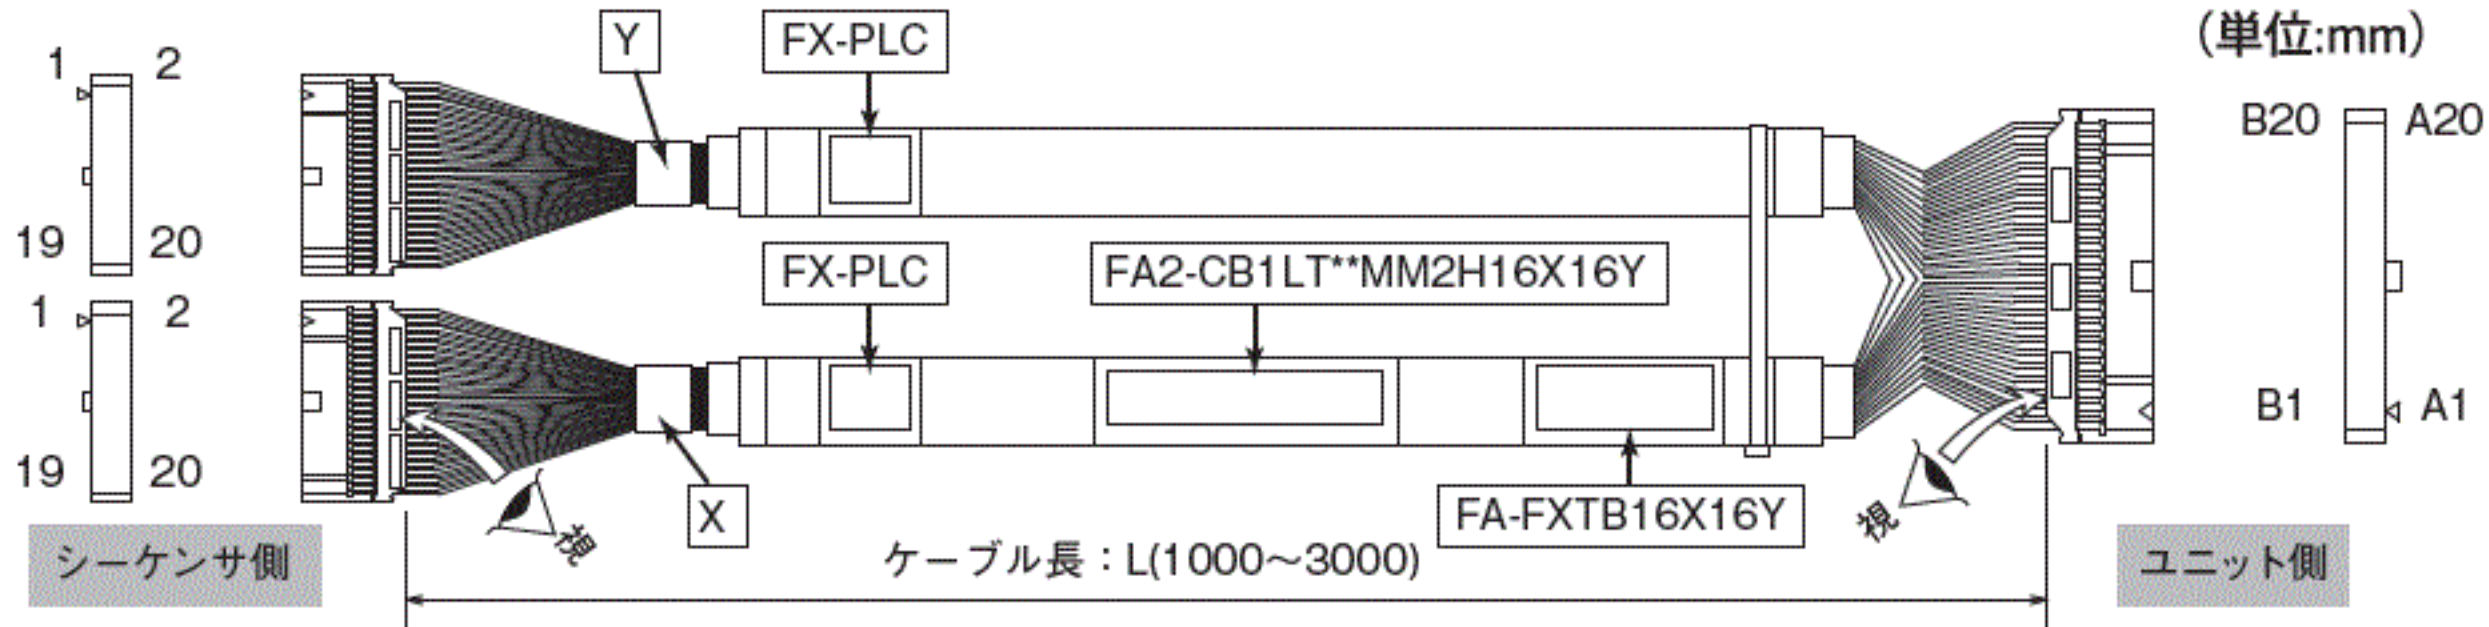 (単位:mm)
Y
FX-PLC
1 2
B20 A20
19 20
FX-PLC
FA2-CB1LT**MM2H16X16Y
1 2
B1 A1
19 20
X
FA-FXTB16X16Y
視
視
シーケンサ側
ケーブル長：L(1000～3000)
ユニット側